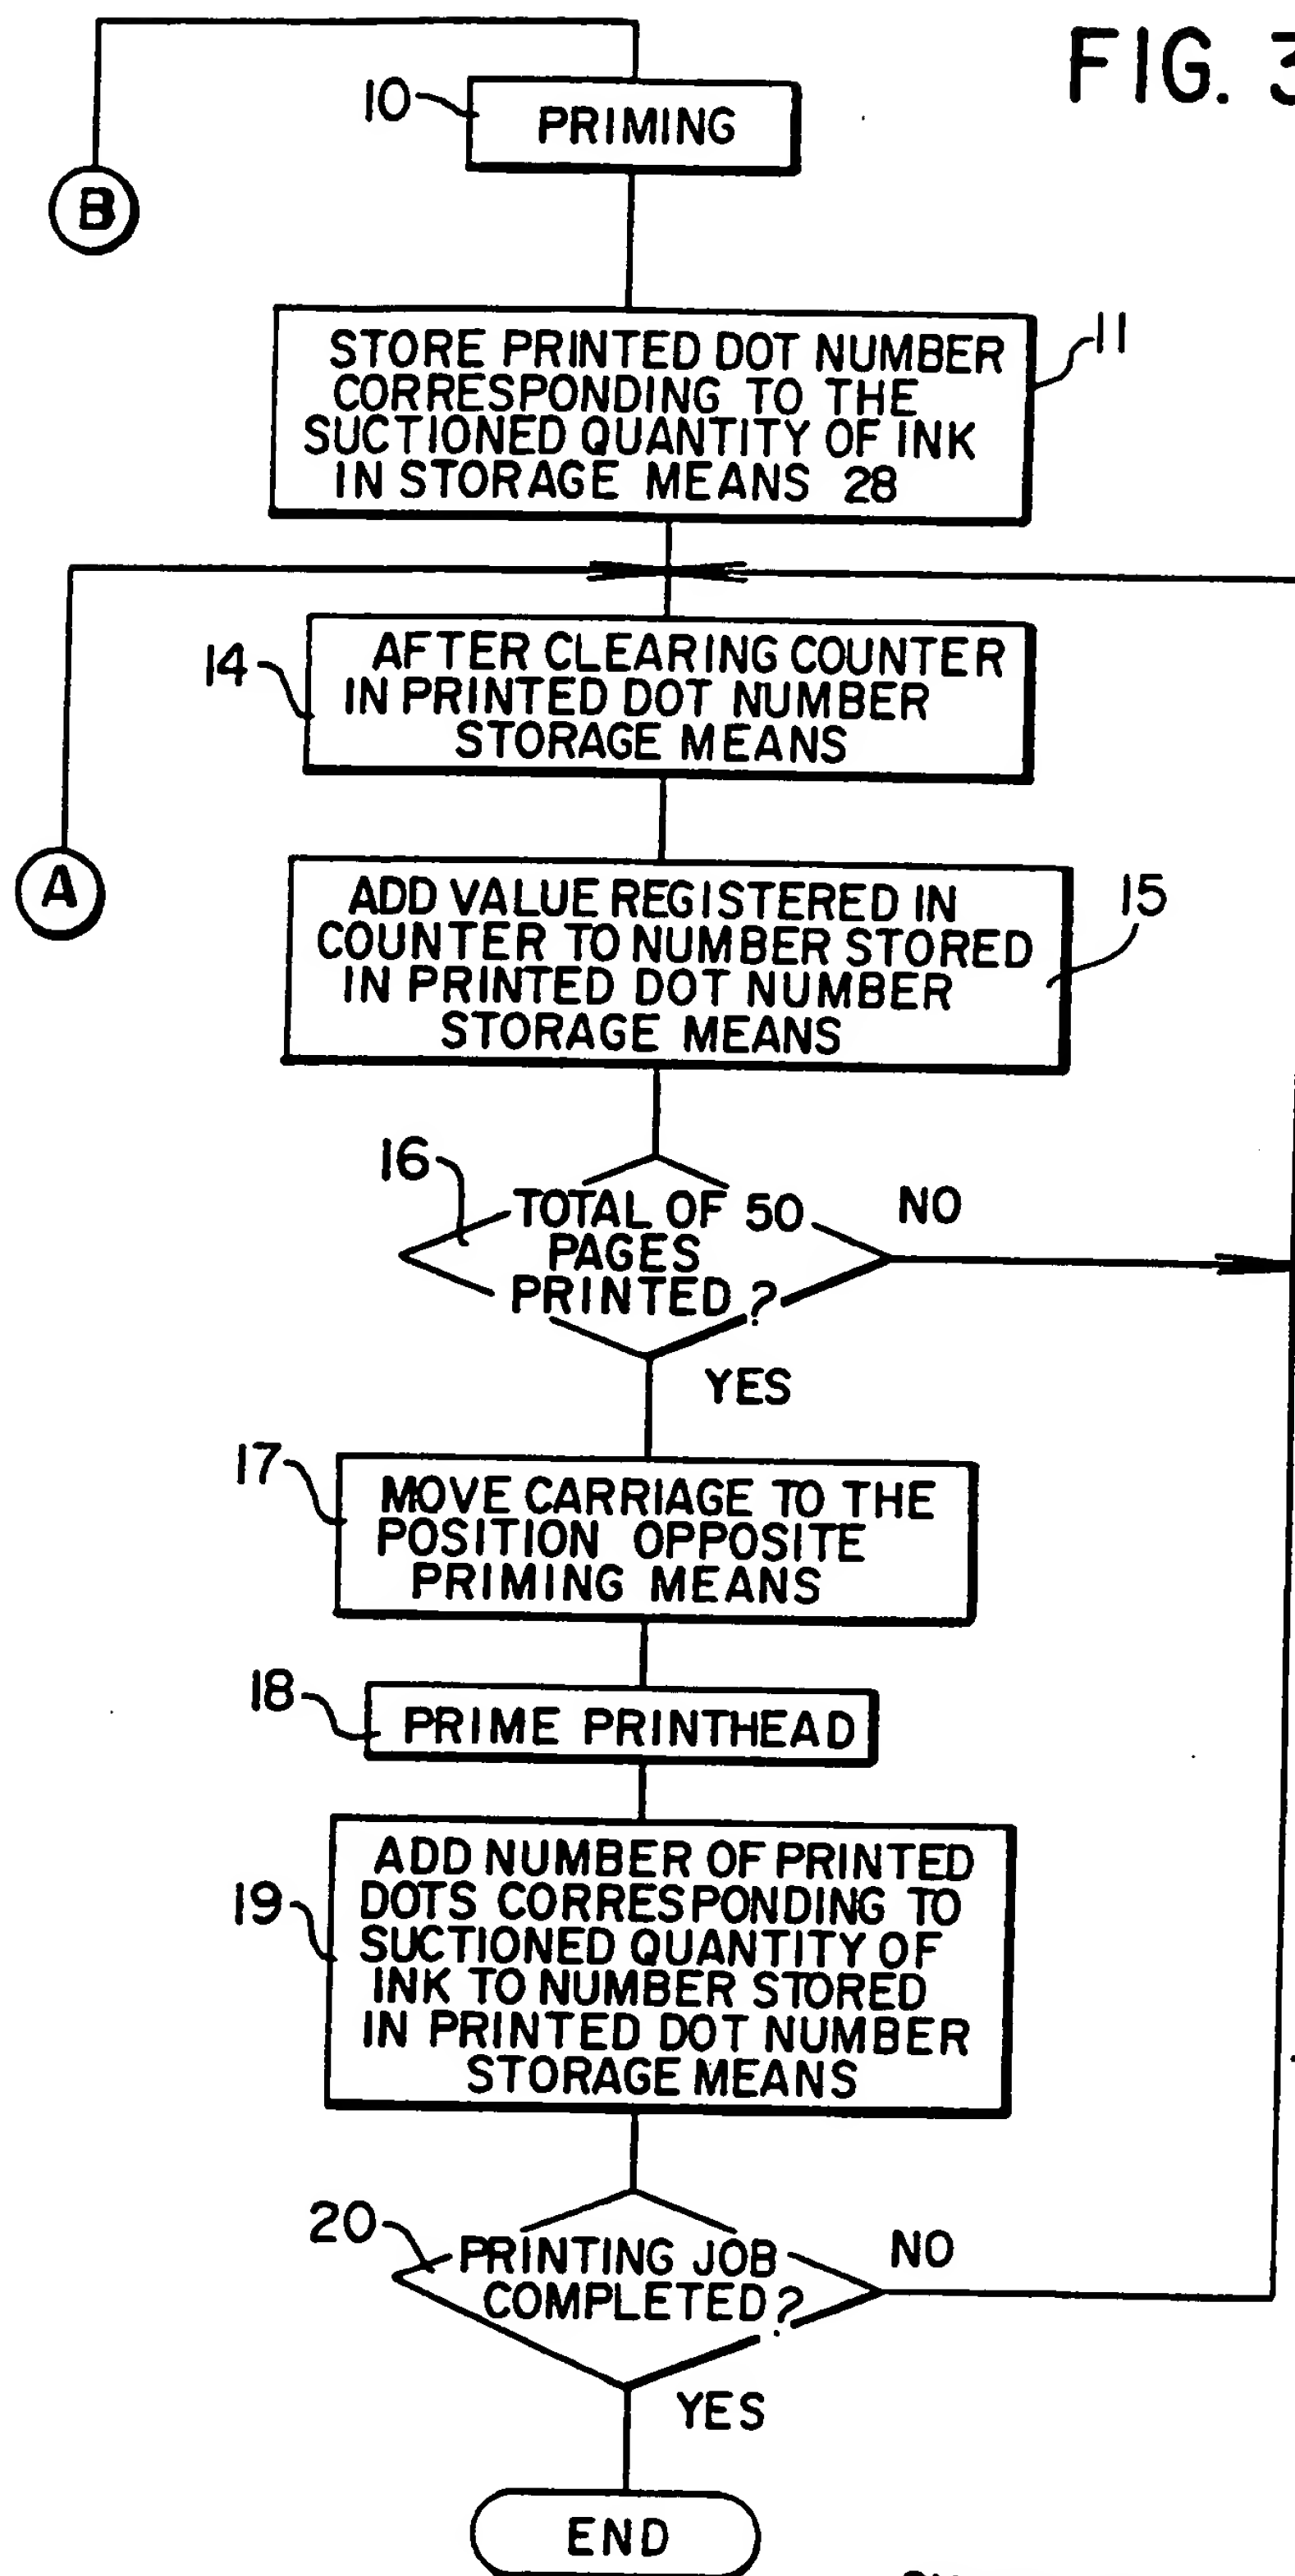 FIG. 3
10
PRIMING
B
11
STORE PRINTED DOT NUMBER
CORRESPONDING TO THE
SUCTIONED QUANTITY OF INK
IN STORAGE MEANS 28
14
AFTER CLEARING COUNTER
IN PRINTED DOT NUMBER
STORAGE MEANS
A
15
ADD VALUE REGISTERED IN
COUNTER TO NUMBER STORED
IN PRINTED DOT NUMBER
STORAGE MEANS
16
TOTAL OF 50
PAGES
PRINTED?
NO
YES
17
MOVE CARRIAGE TO THE
POSITION OPPOSITE
PRIMING MEANS
18
PRIME PRINTHEAD
19
ADD NUMBER OF PRINTED
DOTS CORRESPONDING TO
SUCTIONED QUANTITY OF
INK TO NUMBER STORED
IN PRINTED DOT NUMBER
STORAGE MEANS
20
PRINTING JOB
COMPLETED?
NO
YES
END